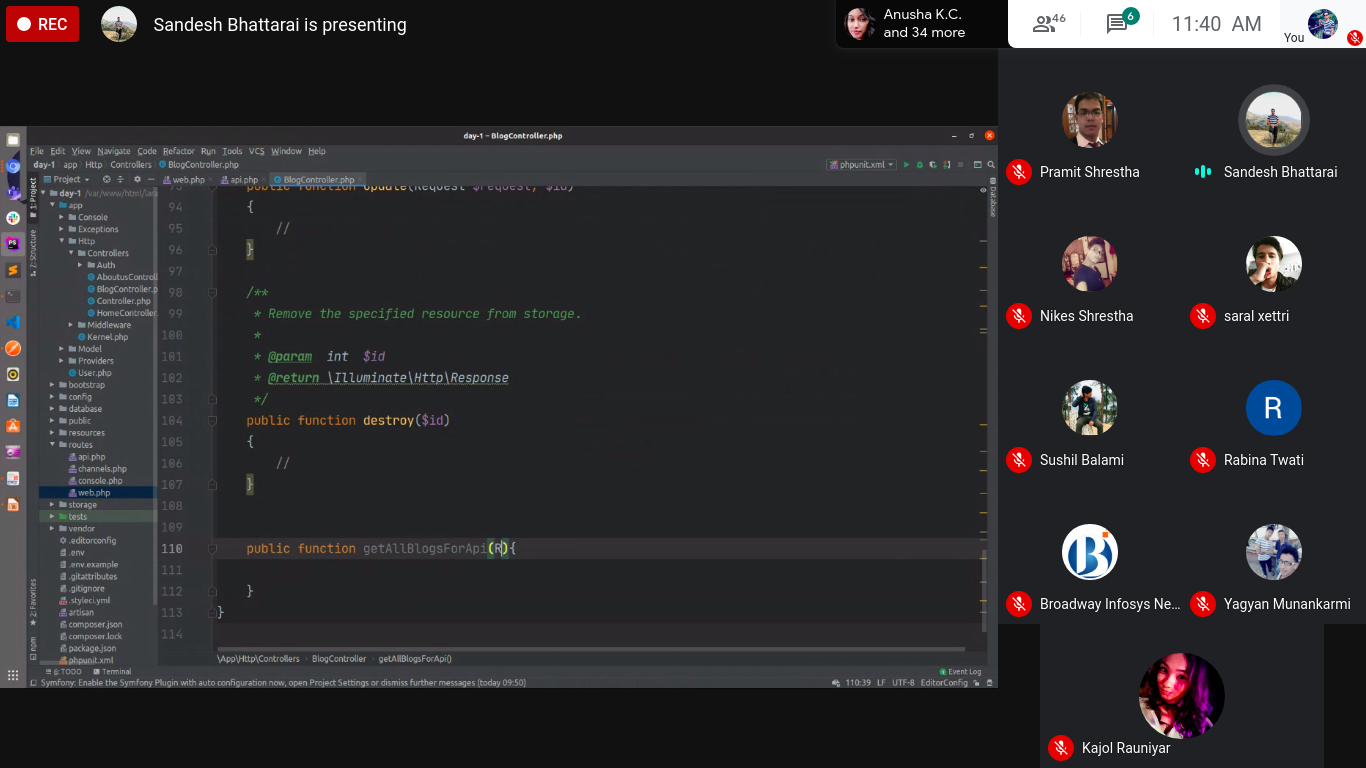 REC
Sandesh Bhattarai is presenting
Anusha K.C.
and 34 more
46
6
11:40 AM
You
day-1 – BlogController.php
File Edit View Navigate Code Refactor Run Tools VCS Window Help
day-1 app Http Controllers BlogController.php
phpunit.xml
Project
web.php api.php BlogController.php
1: Project
Z: Structure
2: Favorites
npm
Database
day-1 /var/www/html/lar
app
Console
Exceptions
Http
Controllers
Auth
AboutusControl
BlogController.p
Controller.php
HomeController
Middleware
Kernel.php
Model
Providers
User.php
bootstrap
config
database
public
resources
routes
api.php
channels.php
console.php
web.php
storage
tests
vendor
.editorconfig
.env
.env.example
.gitattributes
.gitignore
.styleci.yml
artisan
composer.json
composer.lock
package.json
phpunit.xml
93 public function update(Request $request, $id)
94 {
95 //
96 }
97
98 /**
99 * Remove the specified resource from storage.
100 *
101 * @param int $id
102 * @return \Illuminate\Http\Response
103 */
104 public function destroy($id)
105 {
106 //
107 }
108
109
110 public function getAllBlogsForApi(R){
111
112 }
113 }
114
\App\Http\Controllers BlogController getAllBlogsForApi()
6: TODO Terminal
Event Log
Symfony: Enable the Symfony Plugin with auto configuration now, open Project Settings or dismiss further messages (today 09:50)
110:39 LF UTF-8 EditorConfig
Pramit Shrestha
Sandesh Bhattarai
Nikes Shrestha
saral xettri
Sushil Balami
R
Rabina Twati
B
Broadway Infosys Ne...
Yagyan Munankarmi
Kajol Rauniyar